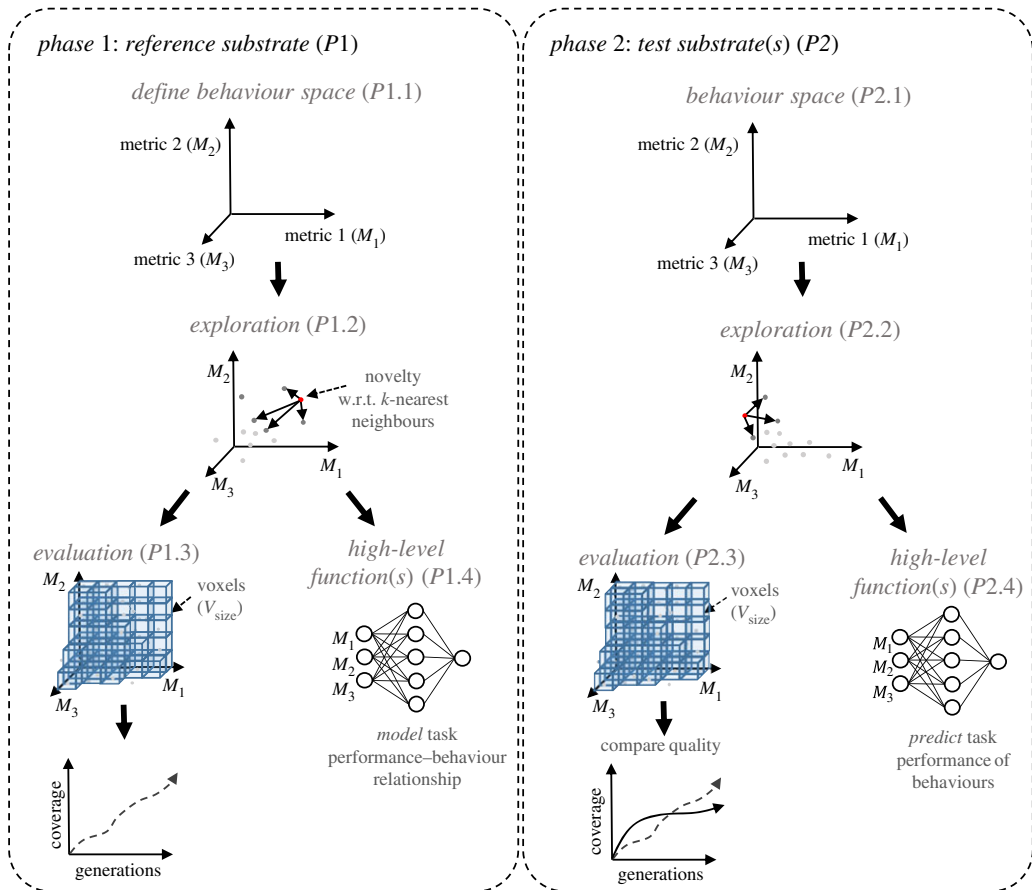 phase 1: reference substrate (P1)
define behaviour space (P1.1)
metric 2 (M2)
metric 1 (M1)
metric 3 (M3)
exploration (P1.2)
M2
novelty
w.r.t. k-nearest
neighbours
M1
M3
evaluation (P1.3)
M2
voxels
(Vsize)
M1
M3
coverage
generations
high-level
function(s) (P1.4)
M1
M2
M3
model task
performance–behaviour
relationship
phase 2: test substrate(s) (P2)
behaviour space (P2.1)
metric 2 (M2)
metric 1 (M1)
metric 3 (M3)
exploration (P2.2)
M2
M1
M3
evaluation (P2.3)
M2
voxels
(Vsize)
M1
M3
compare quality
coverage
generations
high-level
function(s) (P2.4)
M1
M2
M3
predict task
performance of
behaviours